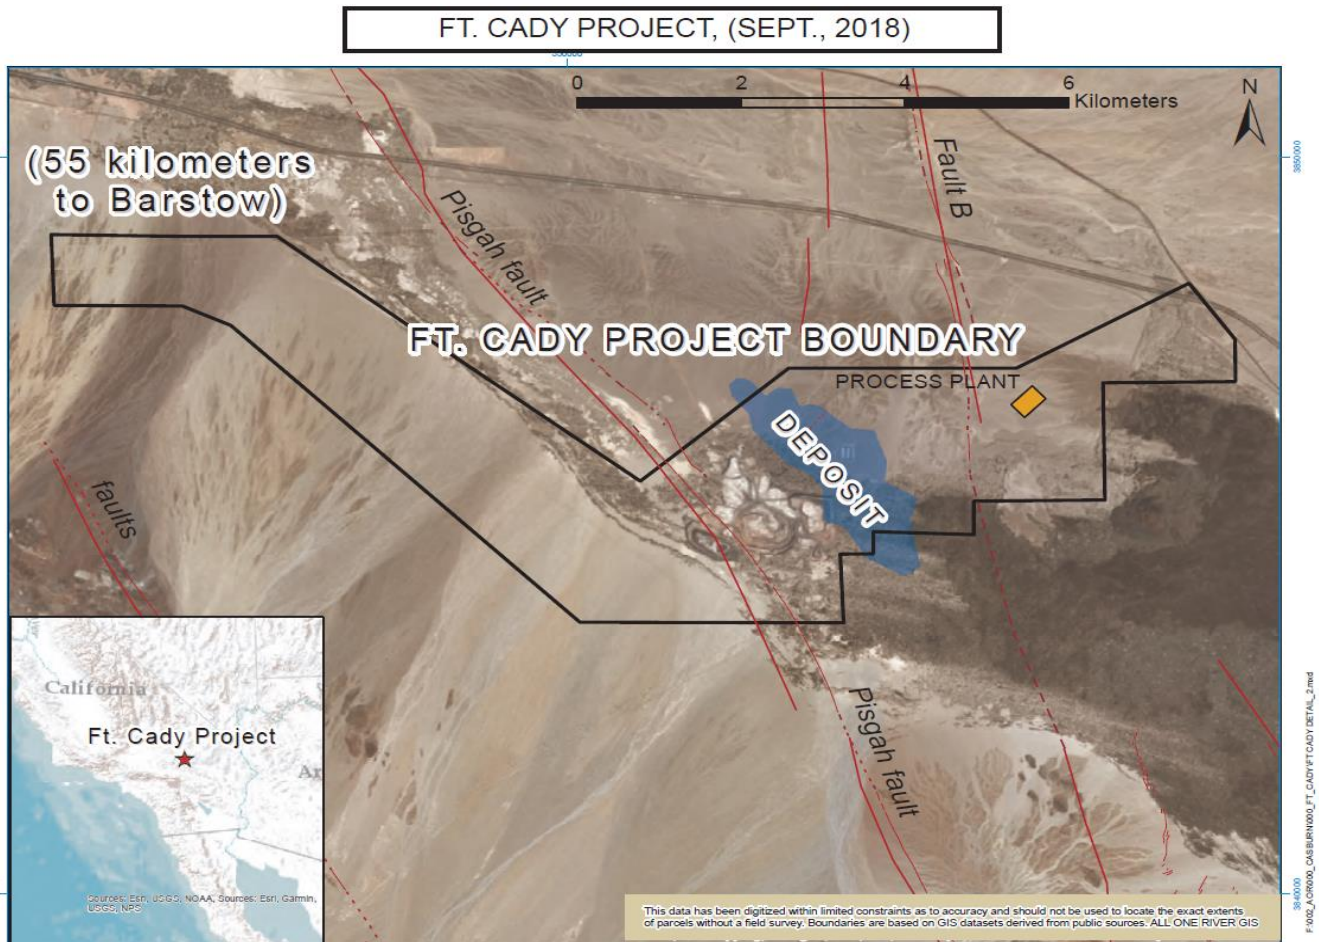 FT. CADY PROJECT, (SEPT., 2018)
0 2 4 6
Kilometers
N
(55 kilometers
to Barstow)
Pisgah fault
Fault B
3850000
FT. CADY PROJECT BOUNDARY
PROCESS PLANT
DEPOSIT
faults
California
Ft. Cady Project
Ar
Pisgah fault
Sources: Esri, USGS, NOAA, Sources: Esri, Garmin,
USGS, NPS
This data has been digitized within limited constraints as to accuracy and should not be used to locate the exact extents
of parcels without a field survey. Boundaries are based on GIS datasets derived from public sources. ALL ONE RIVER GIS
3840000